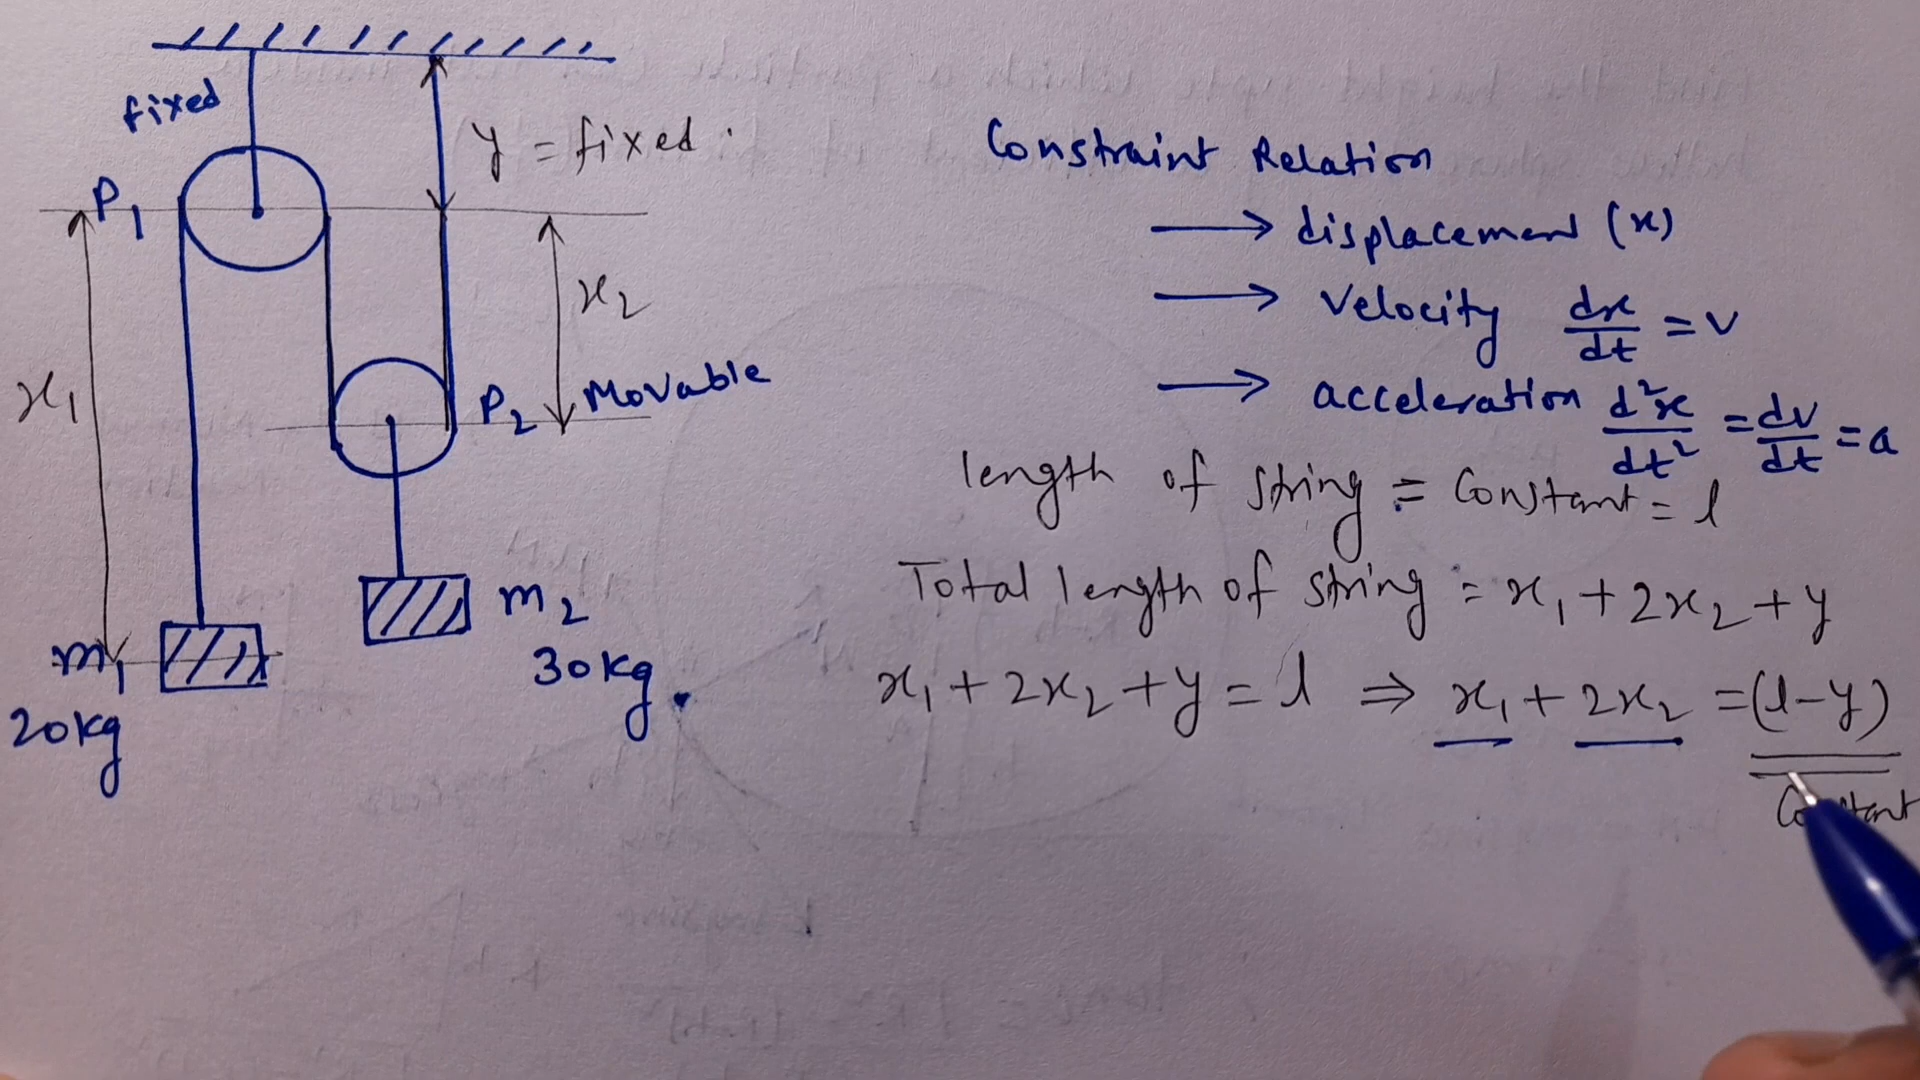 fixed
y = fixed
P₁
x₁
x₂
P₂ Movable
m₁
20kg
m₂
30kg
Constraint Relation
→ displacement (x)
→ Velocity dx/dt = v
→ acceleration d²x/dt² = dv/dt = a
length of string = Constant = l
Total length of string = x₁ + 2x₂ + y
x₁ + 2x₂ + y = l ⇒ x₁ + 2x₂ = (l-y)